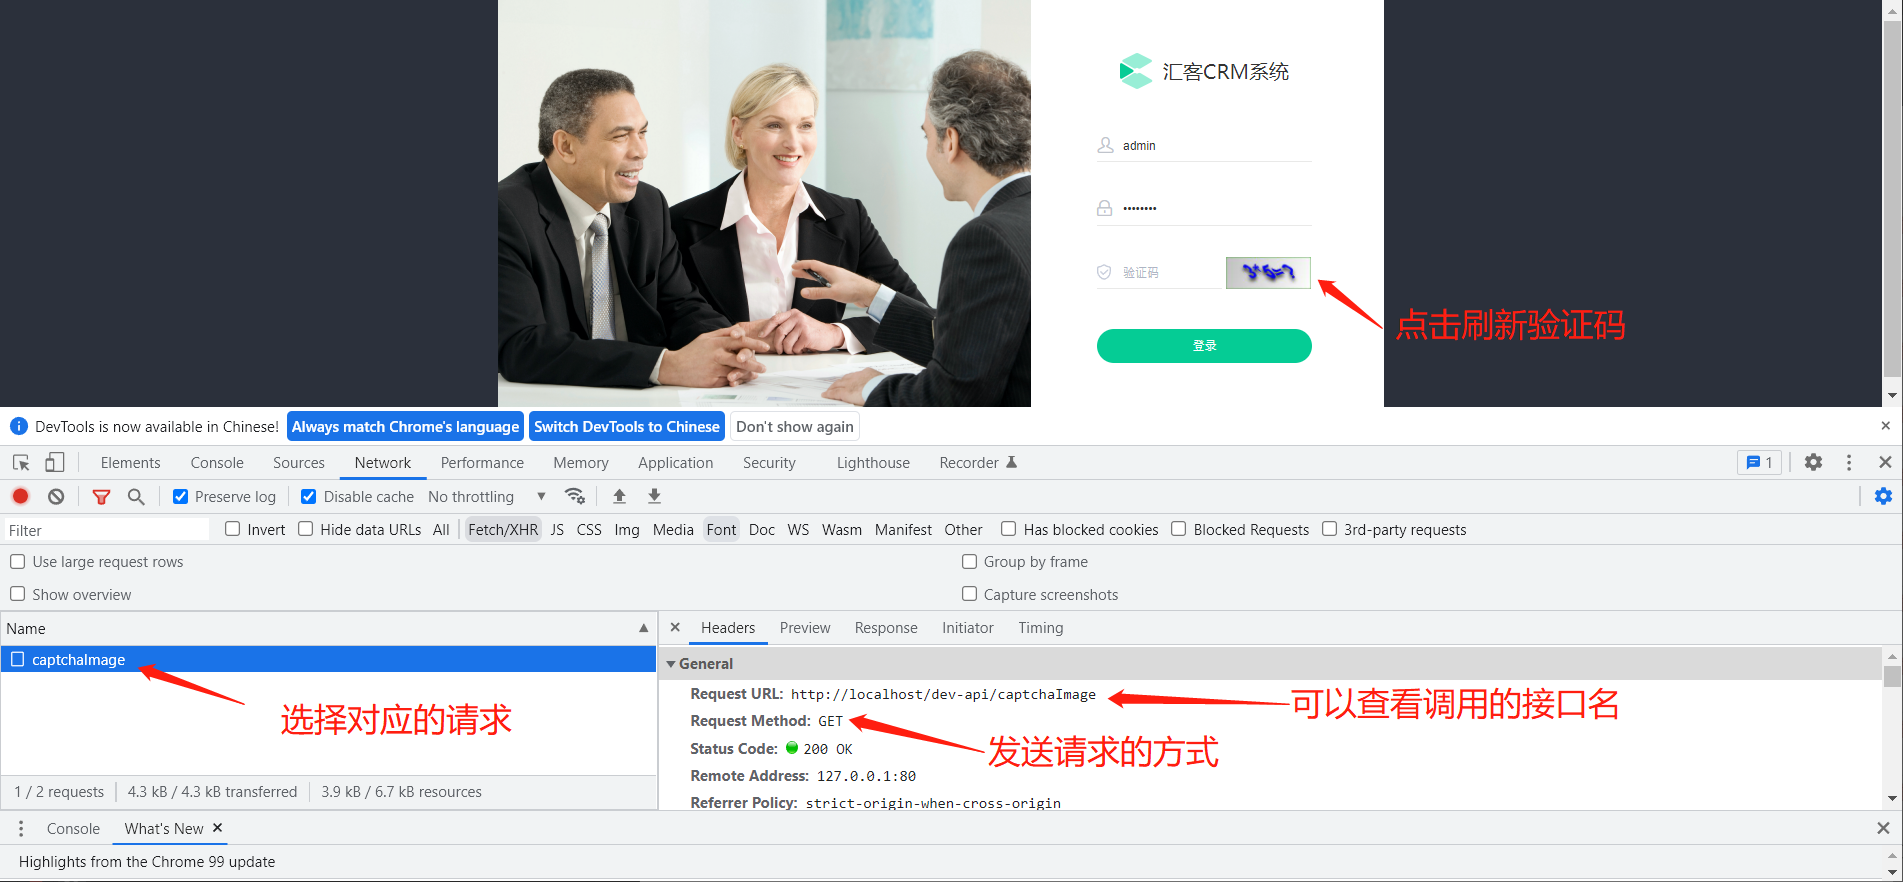 汇客CRM系统
admin
••••••••
验证码
3*6=?
点击刷新验证码
登录
DevTools is now available in Chinese!
Always match Chrome's language
Switch DevTools to Chinese
Don't show again
Elements
Console
Sources
Network
Performance
Memory
Application
Security
Lighthouse
Recorder
1
Preserve log
Disable cache
No throttling
Filter
Invert
Hide data URLs
All
Fetch/XHR
JS
CSS
Img
Media
Font
Doc
WS
Wasm
Manifest
Other
Has blocked cookies
Blocked Requests
3rd-party requests
Use large request rows
Group by frame
Show overview
Capture screenshots
Name
captchaImage
选择对应的请求
1 / 2 requests
4.3 kB / 4.3 kB transferred
3.9 kB / 6.7 kB resources
Headers
Preview
Response
Initiator
Timing
General
Request URL: http://localhost/dev-api/captchaImage
可以查看调用的接口名
Request Method: GET
发送请求的方式
Status Code: 200 OK
Remote Address: 127.0.0.1:80
Referrer Policy: strict-origin-when-cross-origin
Console
What's New
Highlights from the Chrome 99 update